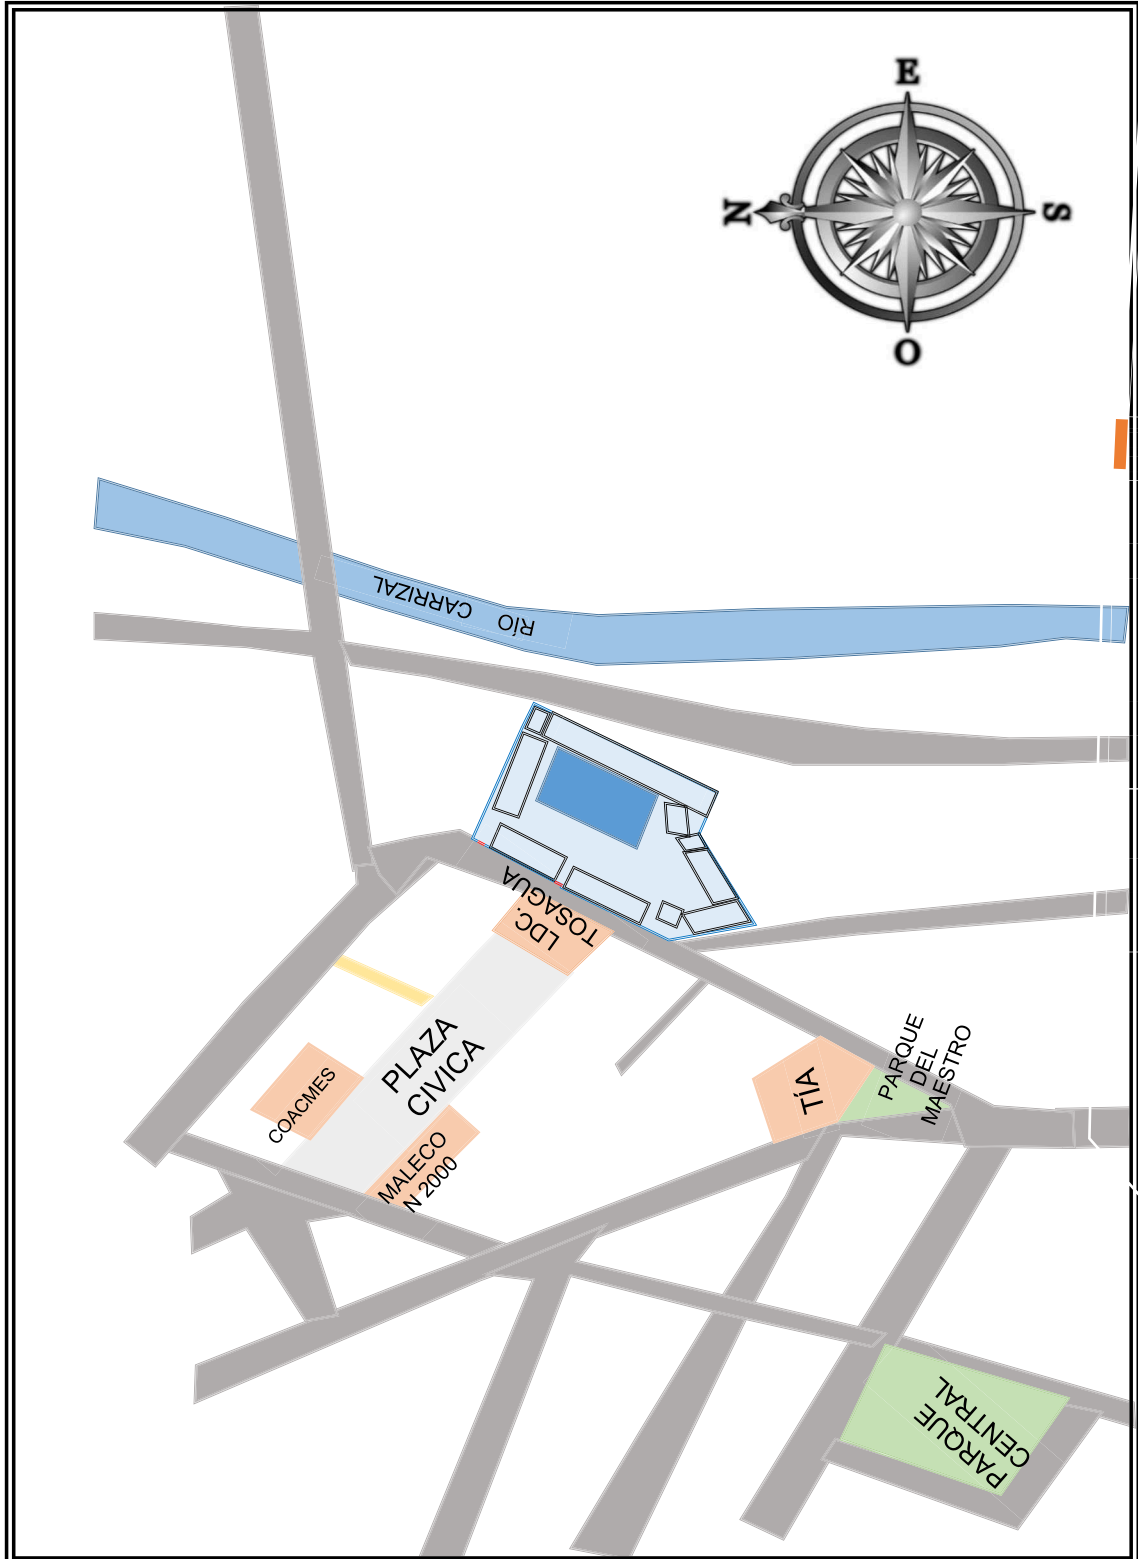 E
N
S
O
RÍO CARRIZAL
LDC.
TOSAGUA
PLAZA
CIVICA
COACMES
MALECO
N 2000
TÍA
PARQUE
DEL
MAESTRO
PARQUE
CENTRAL